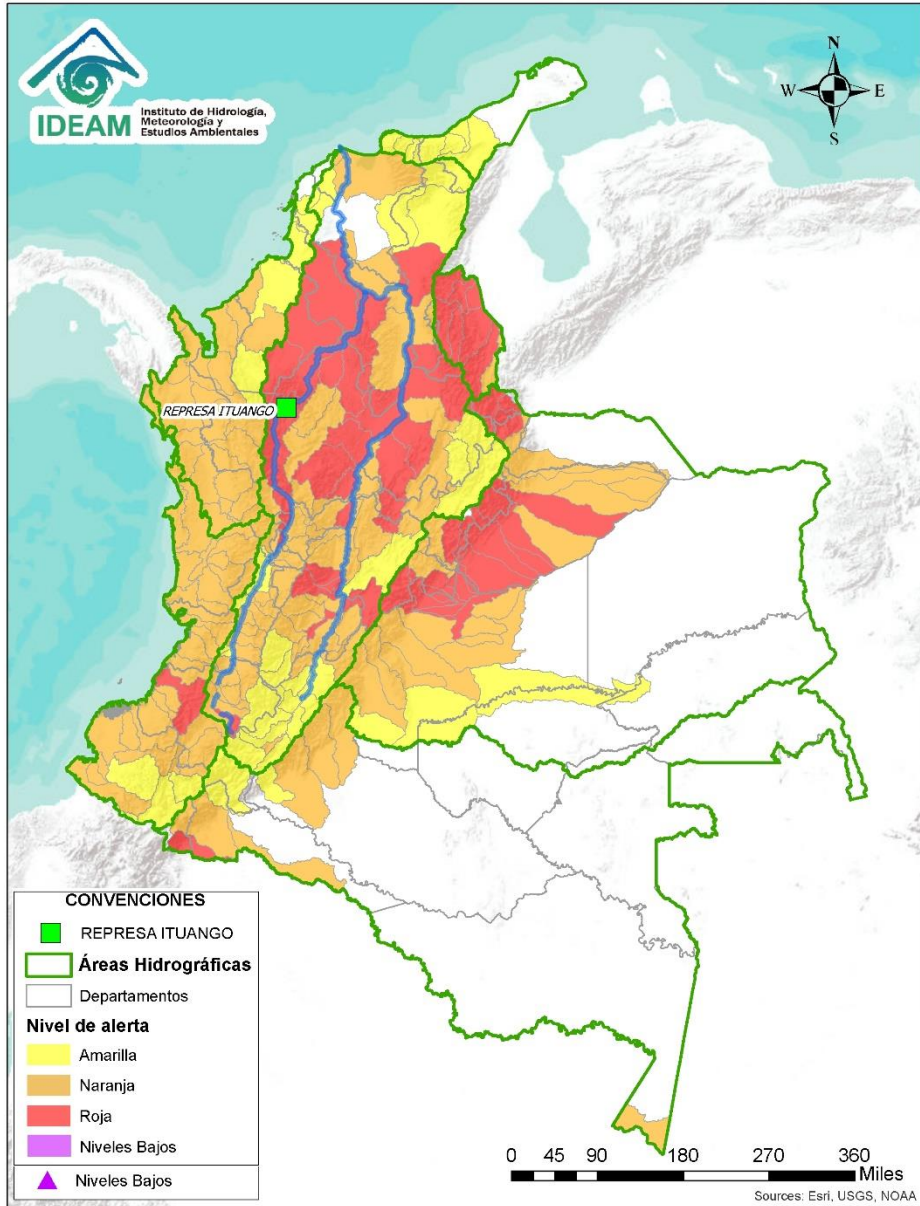 IDEAM
Instituto de Hidrología,
Meteorología y
Estudios Ambientales
N
W
E
S
REPRESA ITUANGO
CONVENCIONES
REPRESA ITUANGO
Áreas Hidrográficas
Departamentos
Nivel de alerta
Amarilla
Naranja
Roja
Niveles Bajos
Niveles Bajos
0 45 90 180 270 360
Miles
Sources: Esri, USGS, NOAA